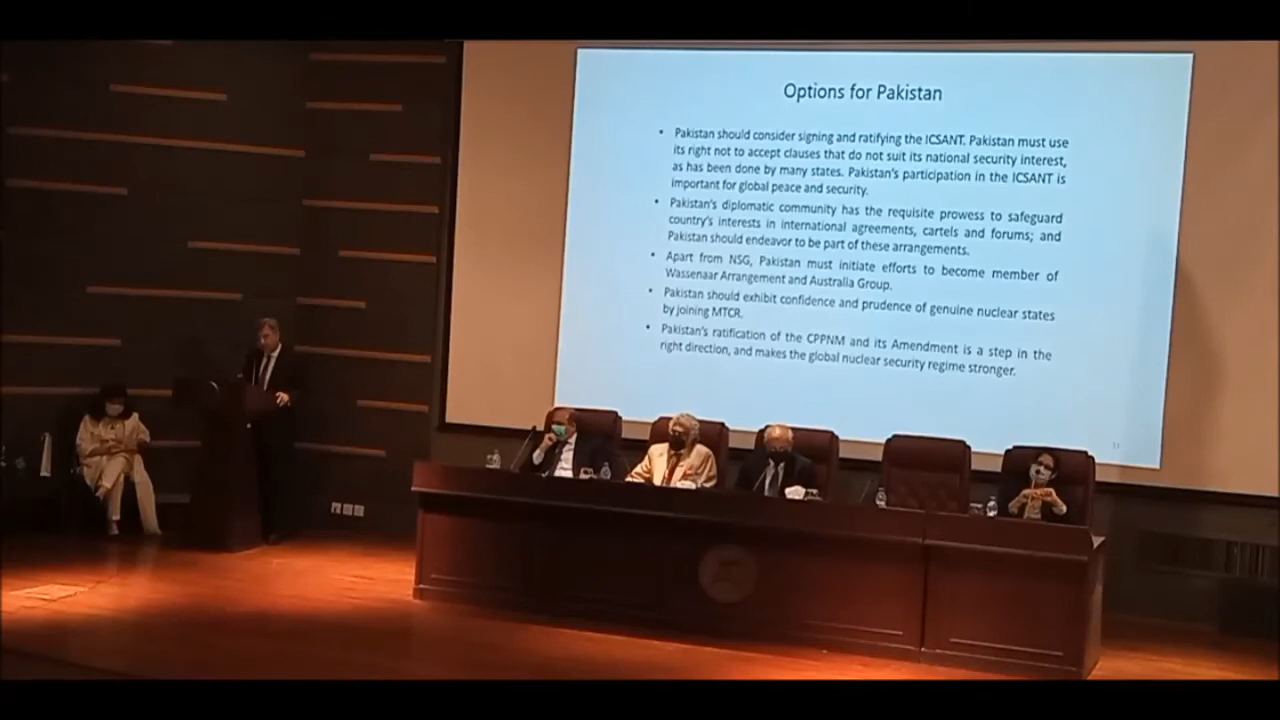 Options for Pakistan
• Pakistan should consider signing and ratifying the ICSANT. Pakistan must use
its right not to accept clauses that do not suit its national security interest,
as has been done by many states. Pakistan's participation in the ICSANT is
important for global peace and security.
• Pakistan's diplomatic community has the requisite prowess to safeguard
country's interests in international agreements, cartels and forums; and
Pakistan should endeavor to be part of these arrangements.
• Apart from NSG, Pakistan must initiate efforts to become member of
Wassenaar Arrangement and Australia Group.
• Pakistan should exhibit confidence and prudence of genuine nuclear states
by joining MTCR.
• Pakistan's ratification of the CPPNM and its Amendment is a step in the
right direction, and makes the global nuclear security regime stronger.